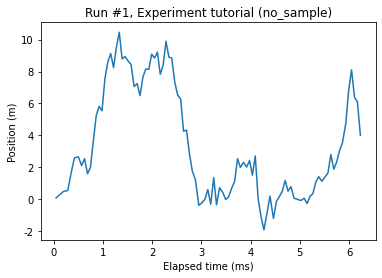 Run #1, Experiment tutorial (no_sample)
10
8
6
4
2
0
-2
Position (m)
0 1 2 3 4 5 6
Elapsed time (ms)